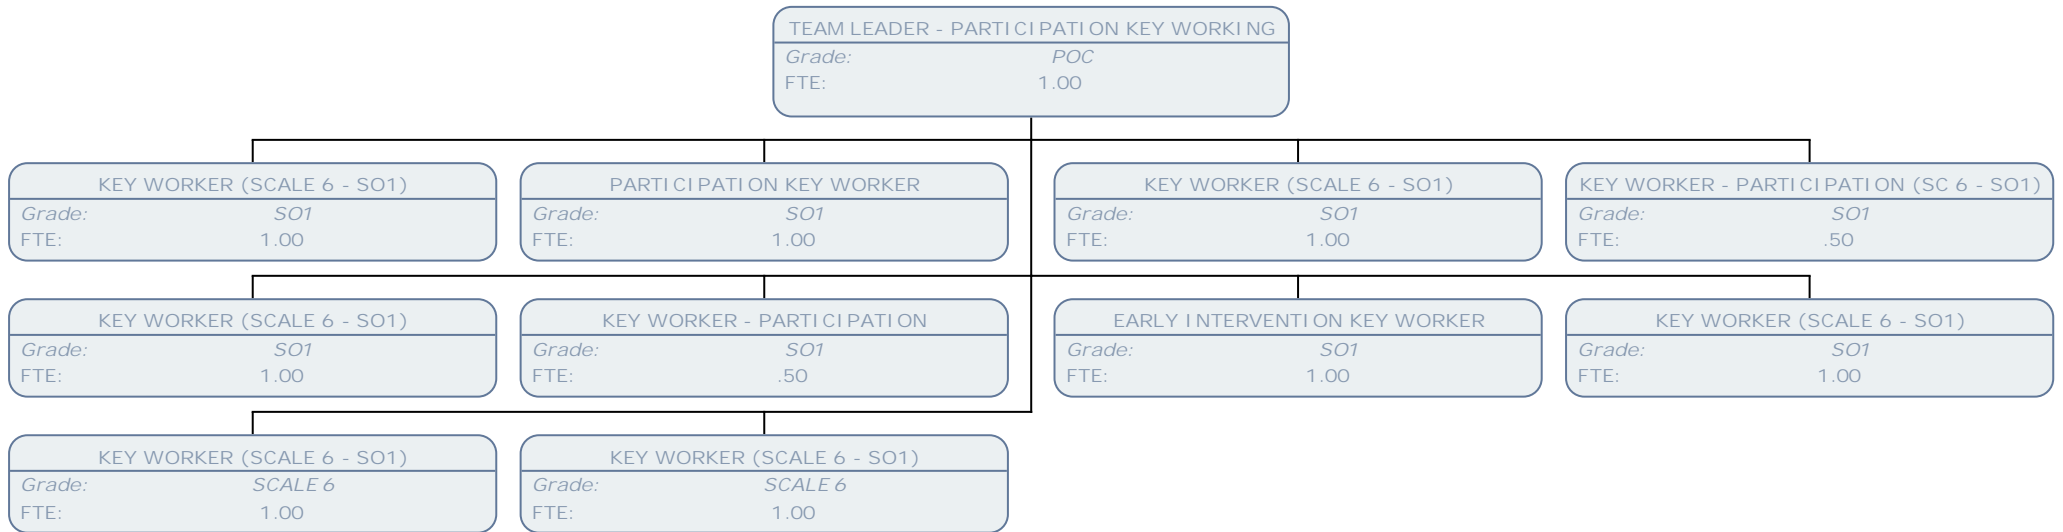 TEAM LEADER - PARTICIPATION KEY WORKING
Grade: POC
FTE: 1.00
KEY WORKER (SCALE 6 - SO1)
Grade: SO1
FTE: 1.00
PARTICIPATION KEY WORKER
Grade: SO1
FTE: 1.00
KEY WORKER (SCALE 6 - SO1)
Grade: SO1
FTE: 1.00
KEY WORKER - PARTICIPATION (SC 6 - SO1)
Grade: SO1
FTE: .50
KEY WORKER (SCALE 6 - SO1)
Grade: SO1
FTE: 1.00
KEY WORKER - PARTICIPATION
Grade: SO1
FTE: .50
EARLY INTERVENTION KEY WORKER
Grade: SO1
FTE: 1.00
KEY WORKER (SCALE 6 - SO1)
Grade: SO1
FTE: 1.00
KEY WORKER (SCALE 6 - SO1)
Grade: SCALE 6
FTE: 1.00
KEY WORKER (SCALE 6 - SO1)
Grade: SCALE 6
FTE: 1.00